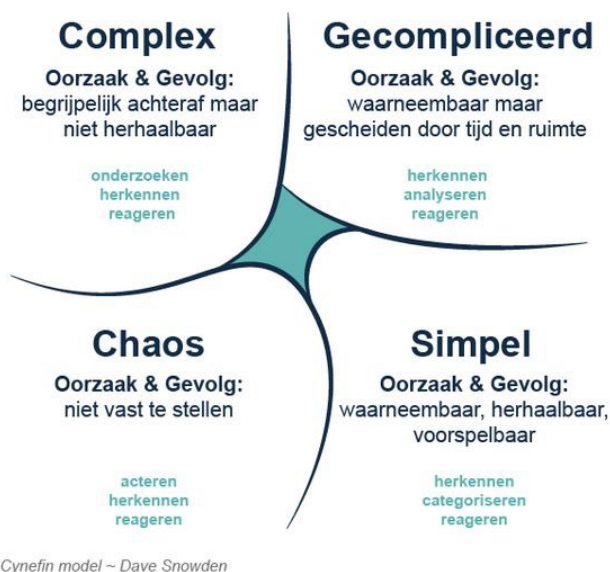 Complex
Oorzaak & Gevolg:
begrijpelijk achteraf maar
niet herhaalbaar
onderzoeken
herkennen
reageren
Gecompliceerd
Oorzaak & Gevolg:
waarneembaar maar
gescheiden door tijd en ruimte
herkennen
analyseren
reageren
Chaos
Oorzaak & Gevolg:
niet vast te stellen
acteren
herkennen
reageren
Simpel
Oorzaak & Gevolg:
waarneembaar, herhaalbaar,
voorspelbaar
herkennen
categoriseren
reageren
Cynefin model ~ Dave Snowden